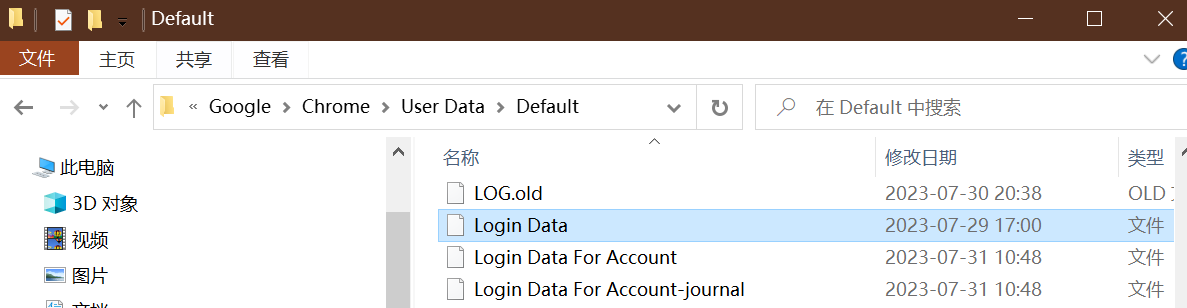 Default
文件 主页 共享 查看
« Google Chrome User Data Default 在 Default 中搜索
此电脑
3D 对象
视频
图片
名称 修改日期 类型
LOG.old 2023-07-30 20:38 OLD
Login Data 2023-07-29 17:00 文件
Login Data For Account 2023-07-31 10:48 文件
Login Data For Account-journal 2023-07-31 10:48 文件